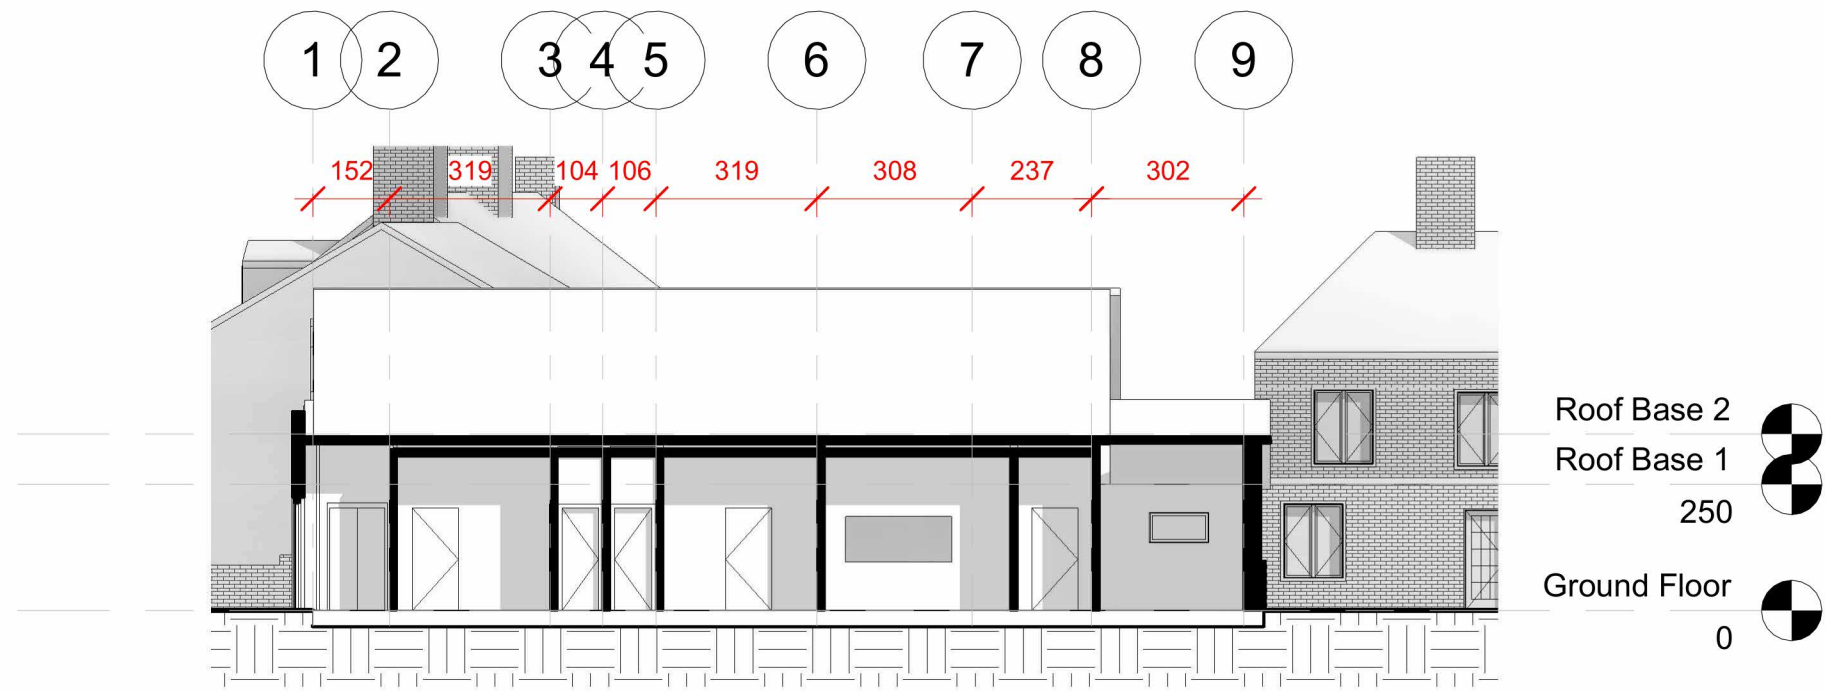 1 2 3 4 5 6 7 8 9
152 319 104 106 319 308 237 302
Roof Base 2
Roof Base 1
250
Ground Floor
0